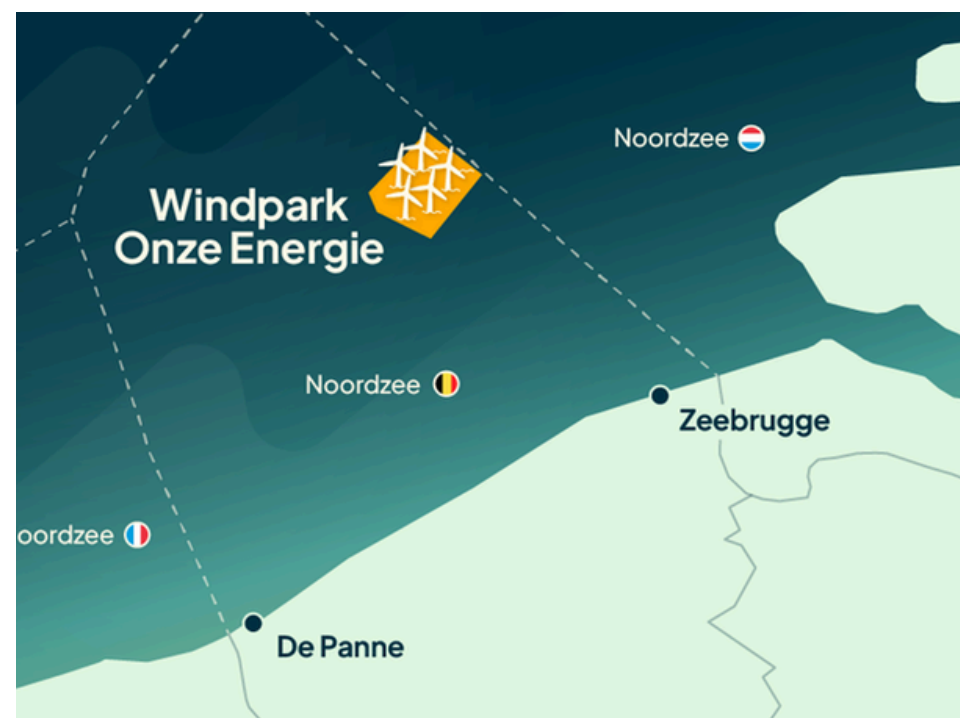 Noordzee
Windpark
Onze Energie
Noordzee
Zeebrugge
oordzee
De Panne